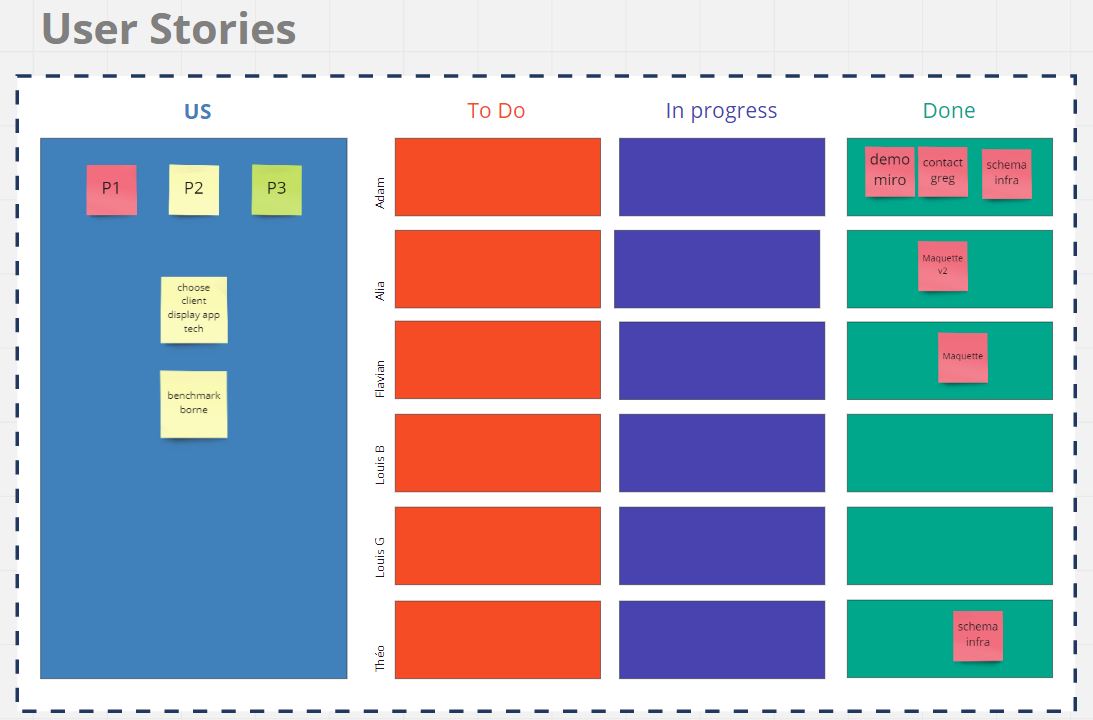 User Stories
US
To Do
In progress
Done
P1
P2
P3
choose
client
display app
tech
benchmark
borne
Adam
demo
miro
contact
greg
schema
infra
Alia
Maquette
v2
Flavian
Maquette
Louis B
Louis G
Théo
schema
infra